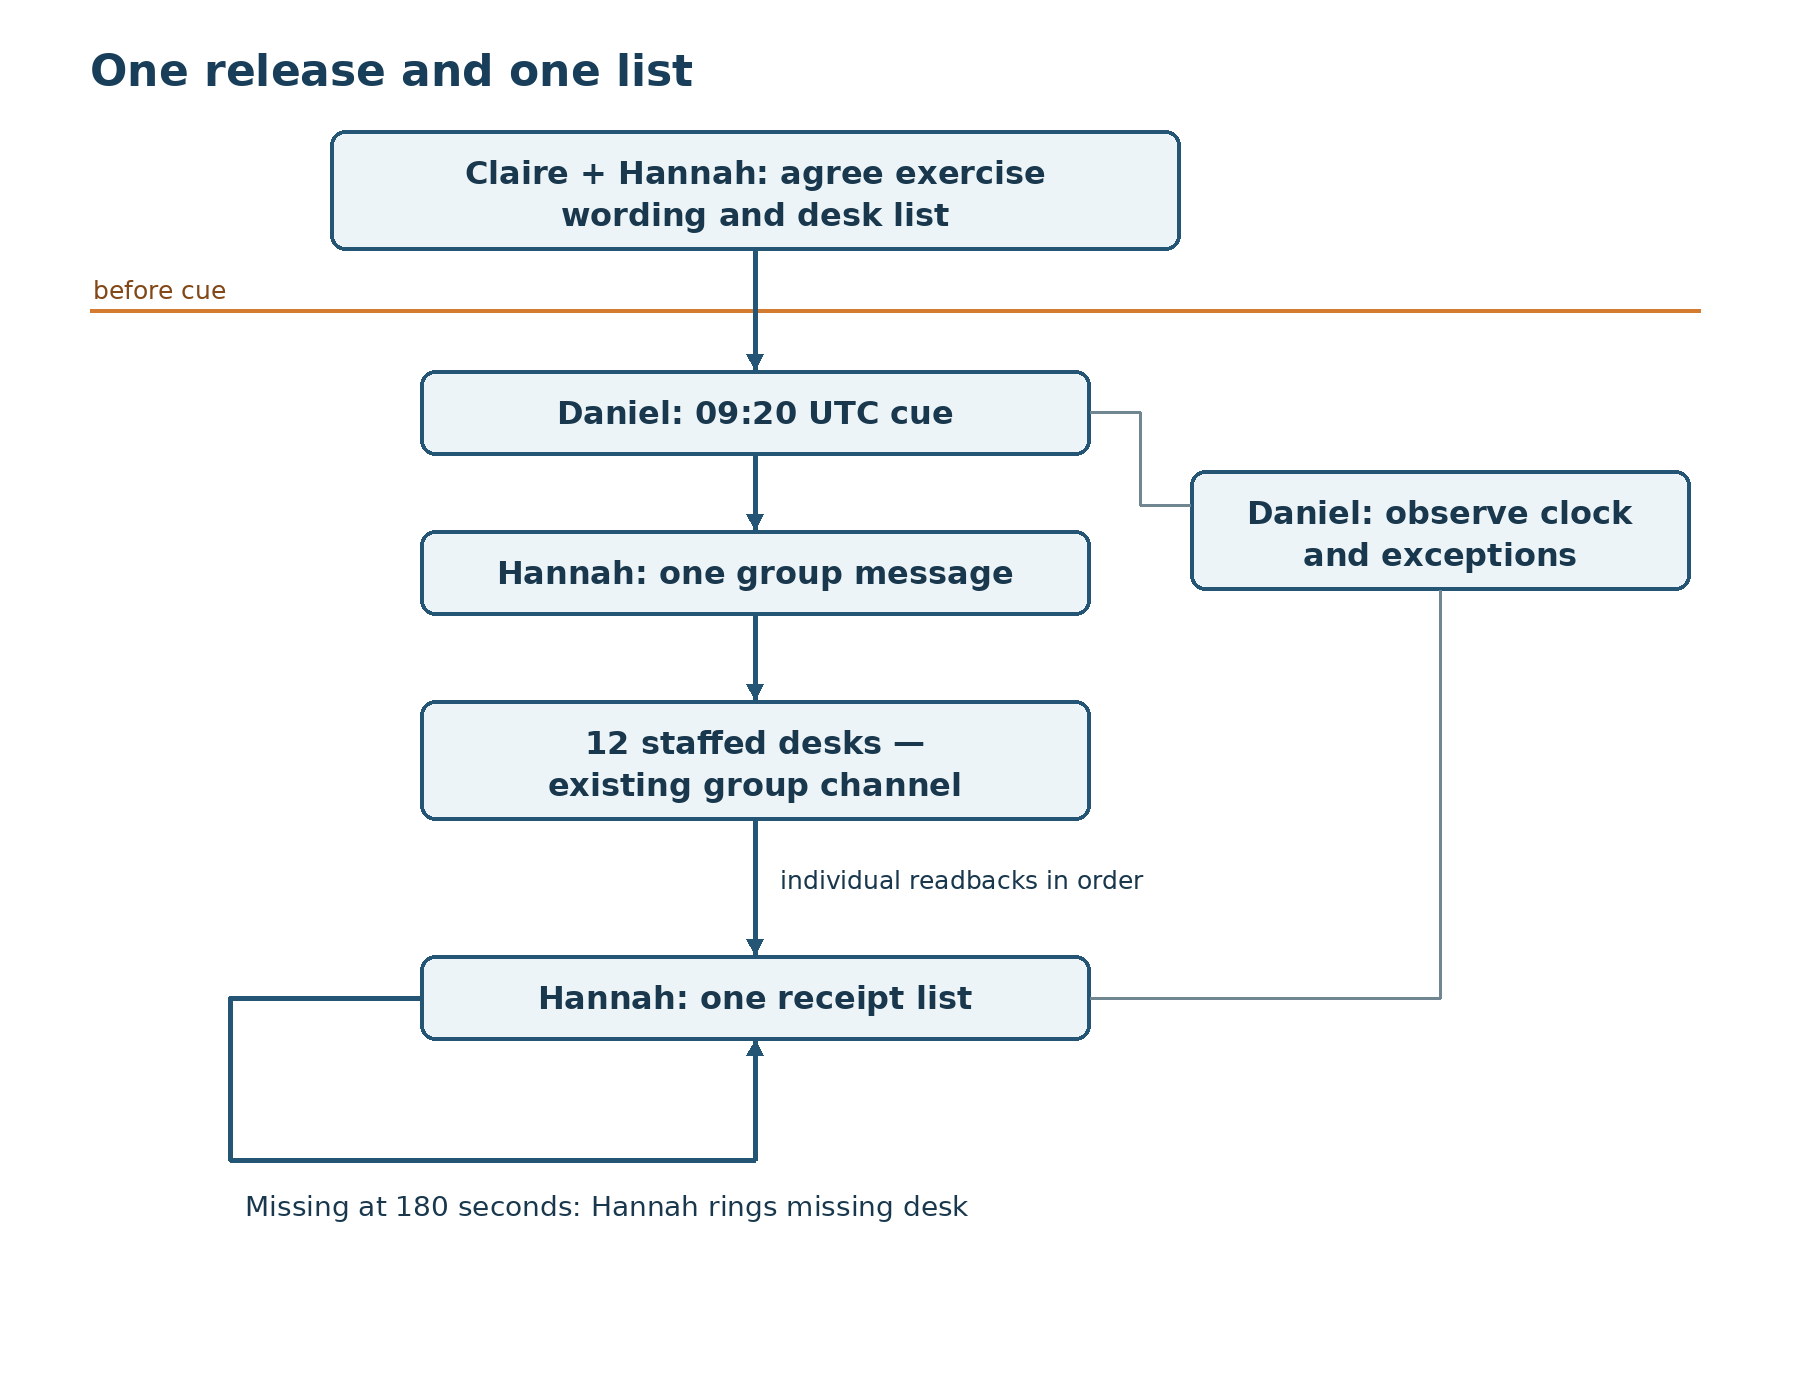 One release and one list
Claire + Hannah: agree exercise
wording and desk list
before cue
Daniel: 09:20 UTC cue
Daniel: observe clock
and exceptions
Hannah: one group message
12 staffed desks —
existing group channel
individual readbacks in order
Hannah: one receipt list
Missing at 180 seconds: Hannah rings missing desk